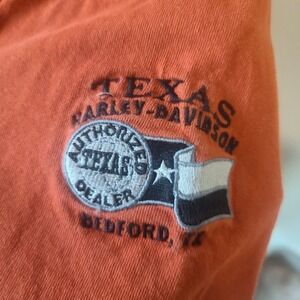 TEXAS
HARLEY-DAVIDSON
AUTHORIZED
TEXAS
DEALER
BEDFORD, TX